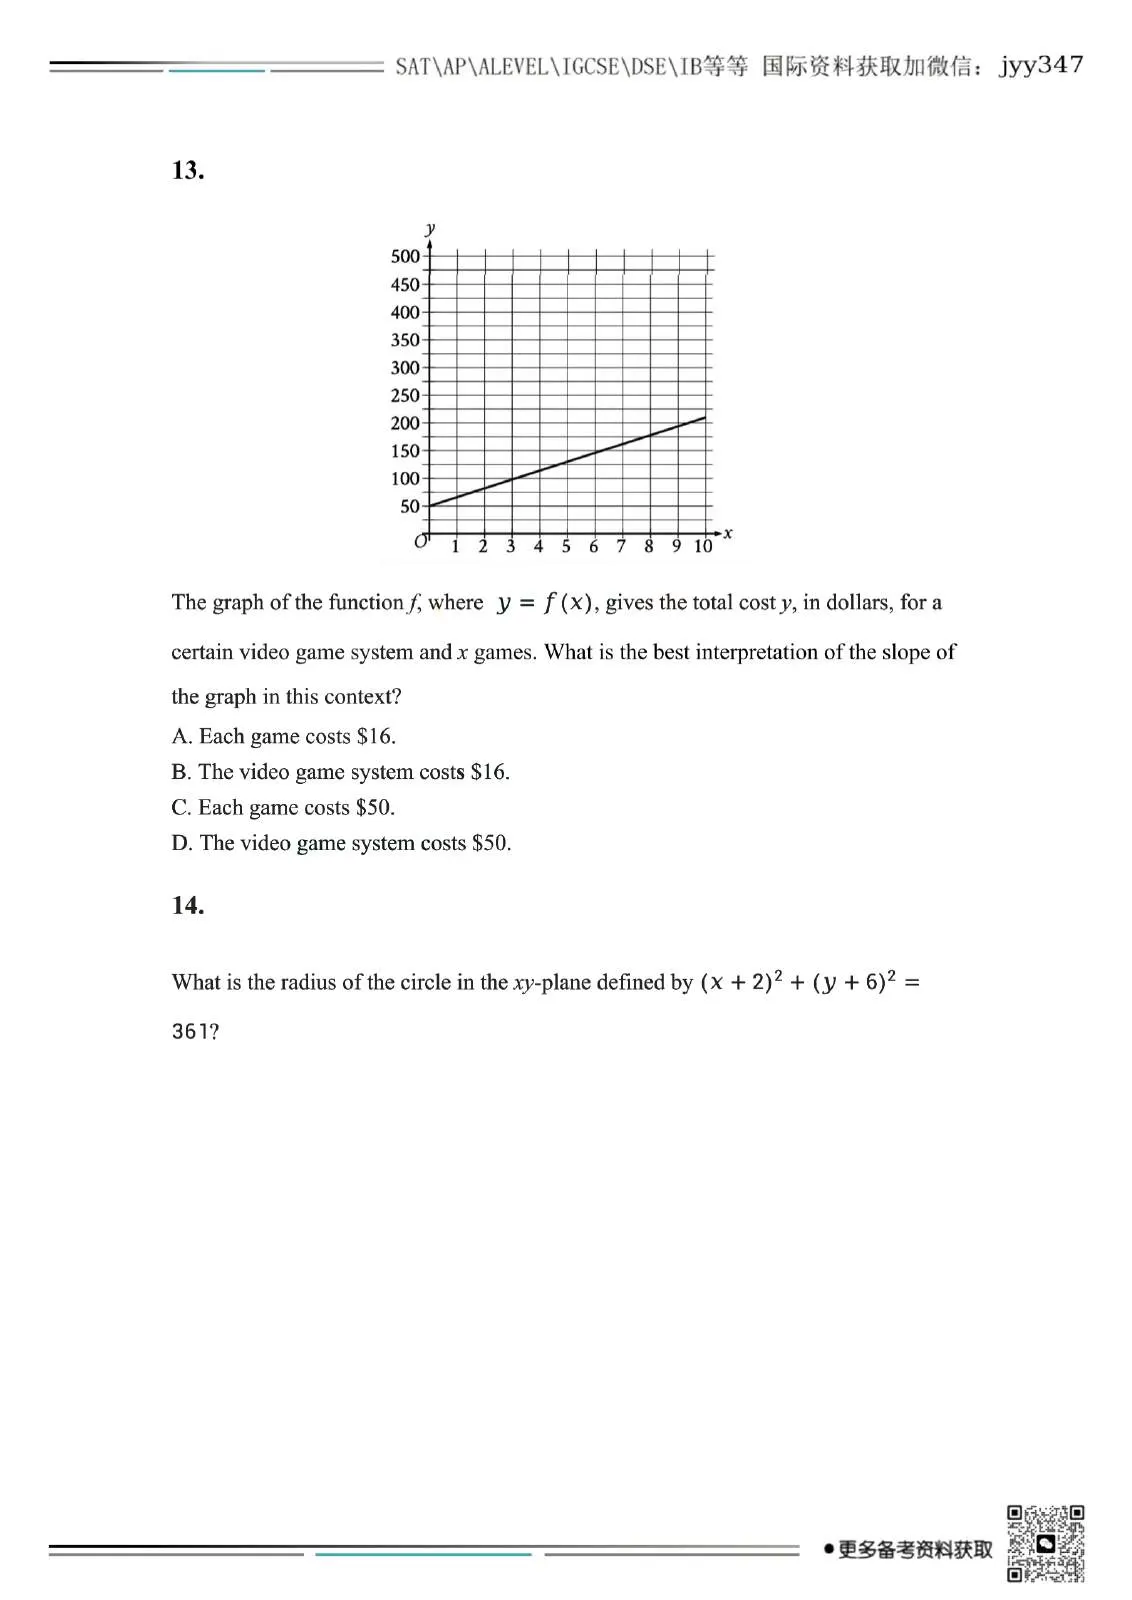 SAT\AP\ALEVEL\IGCSE\DSE\IB等等 国际资料获取加微信: jyy347
13.
y
500
450
400
350
300
250
200
150
100
50
O 1 2 3 4 5 6 7 8 9 10 x
The graph of the function f, where y = f(x), gives the total cost y, in dollars, for a
certain video game system and x games. What is the best interpretation of the slope of
the graph in this context?
A. Each game costs $16.
B. The video game system costs $16.
C. Each game costs $50.
D. The video game system costs $50.
14.
What is the radius of the circle in the xy-plane defined by (x + 2)² + (y + 6)² =
361?
●更多备考资料获取